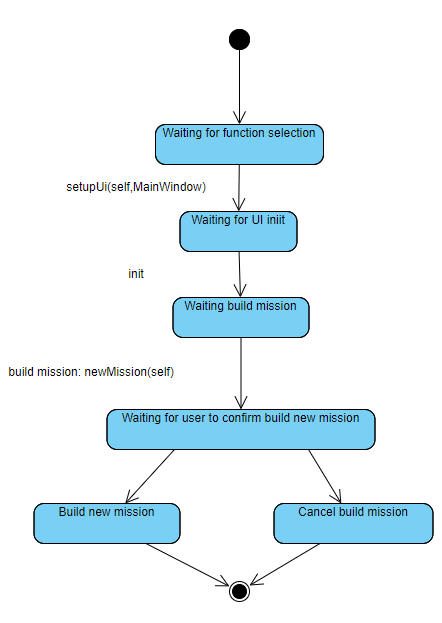 Waiting for function selection
setupUi(self,MainWindow)
Waiting for UI iniit
init
Waiting build mission
build mission: newMission(self)
Waiting for user to confirm build new mission
Build new mission
Cancel build mission